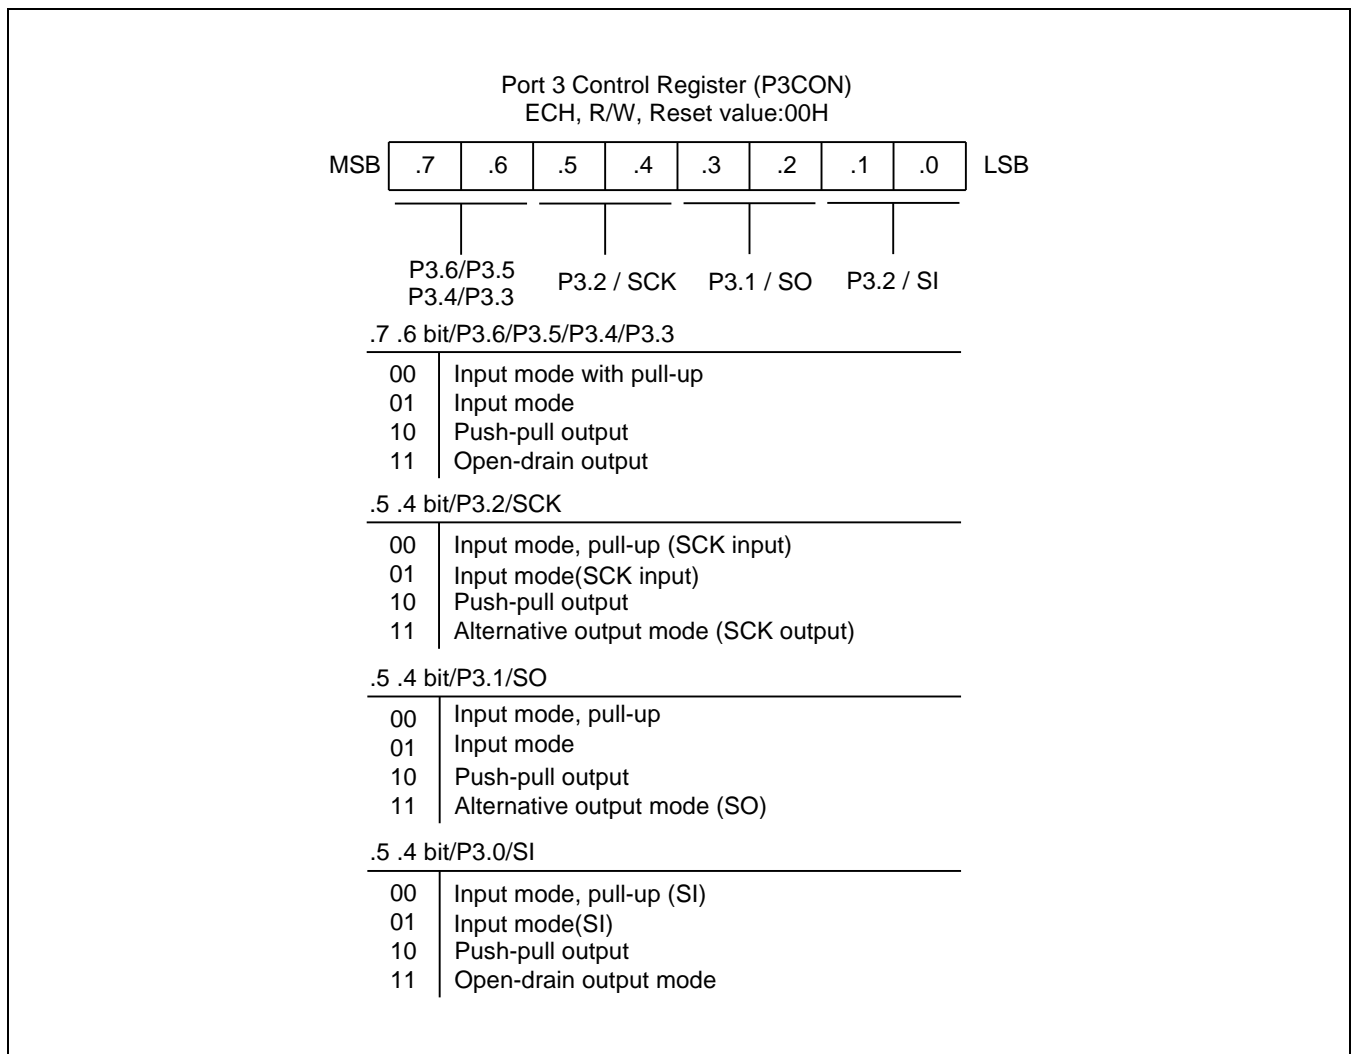 Port 3 Control Register (P3CON)
ECH, R/W, Reset value:00H
MSB .7 .6 .5 .4 .3 .2 .1 .0 LSB
P3.6/P3.5
P3.4/P3.3
P3.2 / SCK
P3.1 / SO
P3.2 / SI
.7 .6 bit/P3.6/P3.5/P3.4/P3.3
00 Input mode with pull-up
01 Input mode
10 Push-pull output
11 Open-drain output
.5 .4 bit/P3.2/SCK
00 Input mode, pull-up (SCK input)
01 Input mode(SCK input)
10 Push-pull output
11 Alternative output mode (SCK output)
.5 .4 bit/P3.1/SO
00 Input mode, pull-up
01 Input mode
10 Push-pull output
11 Alternative output mode (SO)
.5 .4 bit/P3.0/SI
00 Input mode, pull-up (SI)
01 Input mode(SI)
10 Push-pull output
11 Open-drain output mode